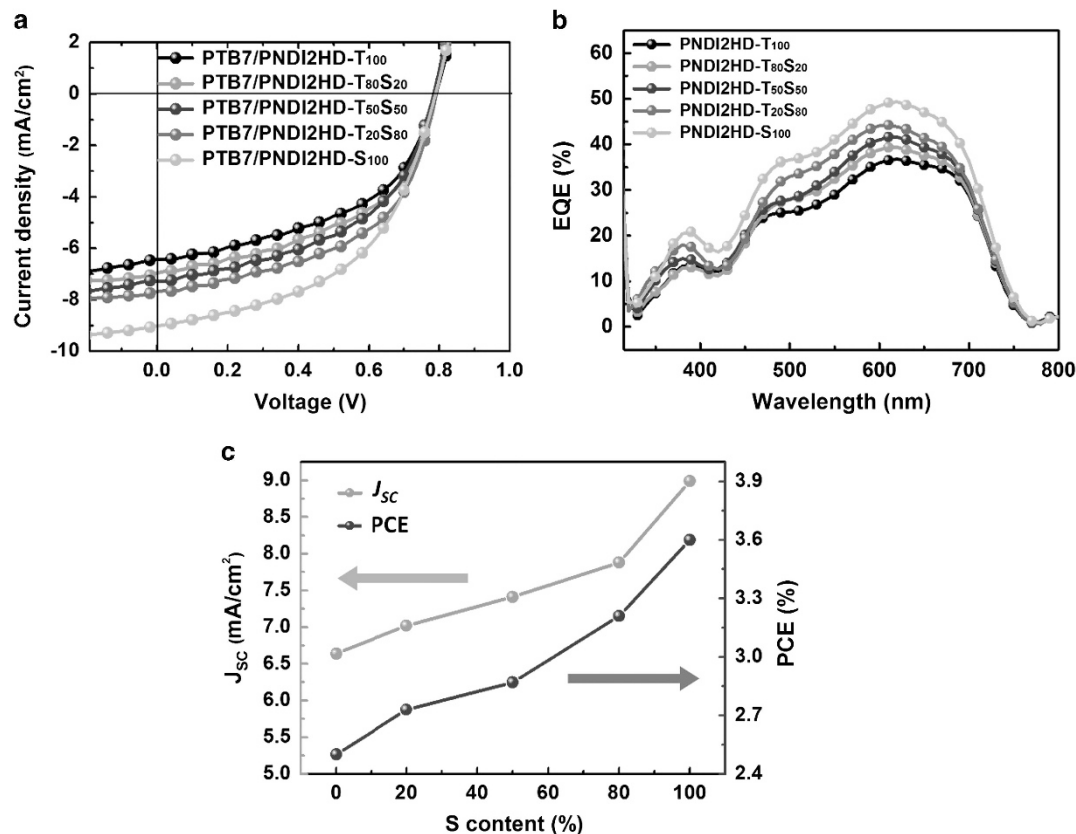 a
2
0
-2
-4
-6
-8
-10
Current density (mA/cm²)
PTB7/PNDI2HD-T₁₀₀
PTB7/PNDI2HD-T₈₀S₂₀
PTB7/PNDI2HD-T₅₀S₅₀
PTB7/PNDI2HD-T₂₀S₈₀
PTB7/PNDI2HD-S₁₀₀
0.0 0.2 0.4 0.6 0.8 1.0
Voltage (V)
b
60
50
40
30
20
10
0
EQE (%)
PNDI2HD-T₁₀₀
PNDI2HD-T₈₀S₂₀
PNDI2HD-T₅₀S₅₀
PNDI2HD-T₂₀S₈₀
PNDI2HD-S₁₀₀
400 500 600 700 800
Wavelength (nm)
c
9.0
8.5
8.0
7.5
7.0
6.5
6.0
5.5
5.0
J_SC (mA/cm²)
J_SC
PCE
3.9
3.6
3.3
3.0
2.7
2.4
PCE (%)
0 20 40 60 80 100
S content (%)